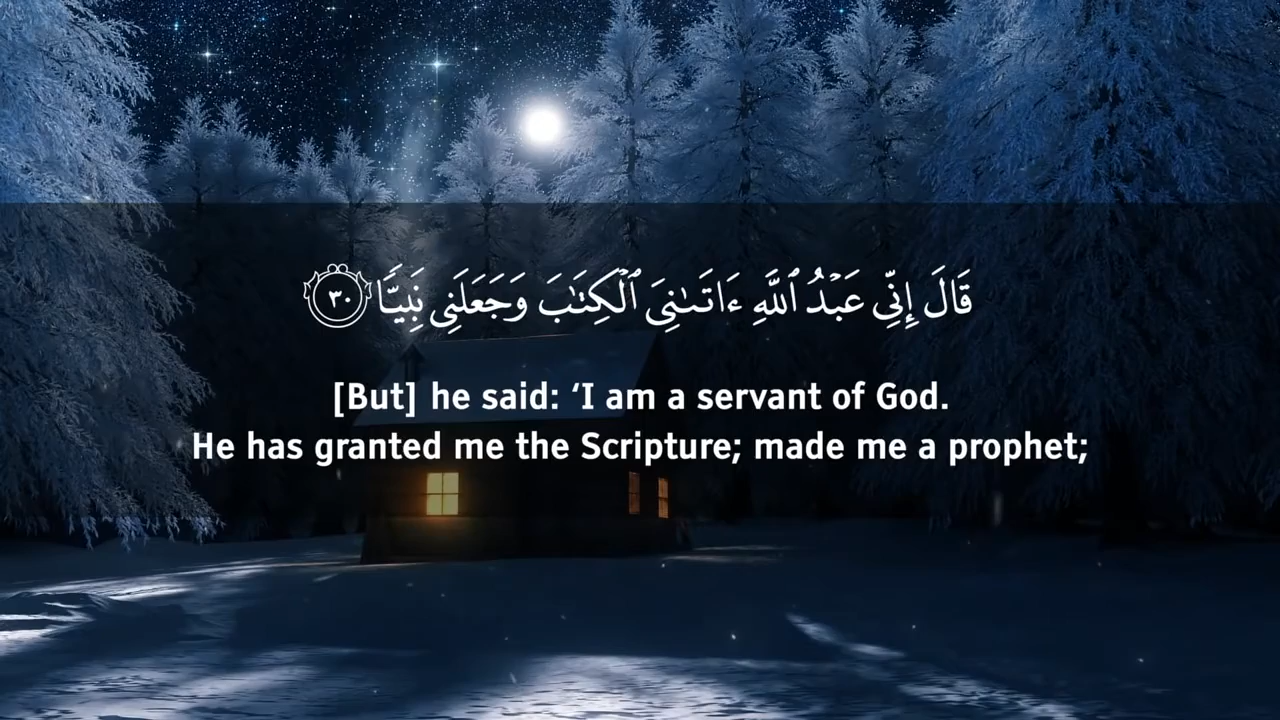 قَالَ إِنِّي عَبْدُ ٱللَّهِ ءَاتَىٰنِيَ ٱلْكِتَٰبَ وَجَعَلَنِي نَبِيًّا ٣٠
[But] he said: ‘I am a servant of God.
He has granted me the Scripture; made me a prophet;